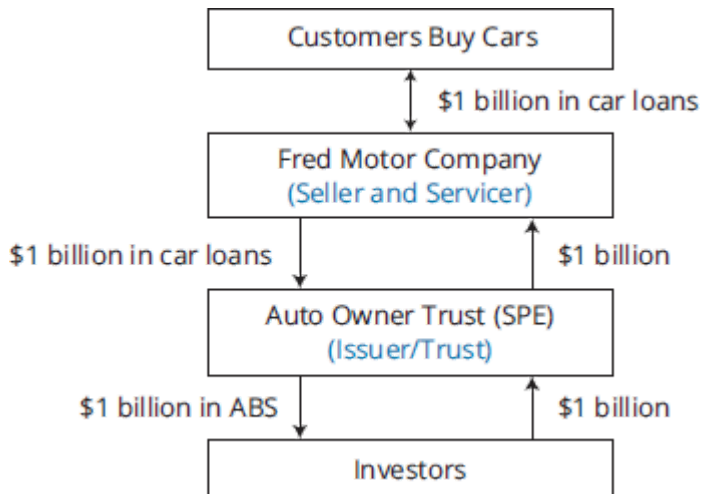 Customers Buy Cars
$1 billion in car loans
Fred Motor Company
(Seller and Servicer)
$1 billion in car loans
$1 billion
Auto Owner Trust (SPE)
(Issuer/Trust)
$1 billion in ABS
$1 billion
Investors